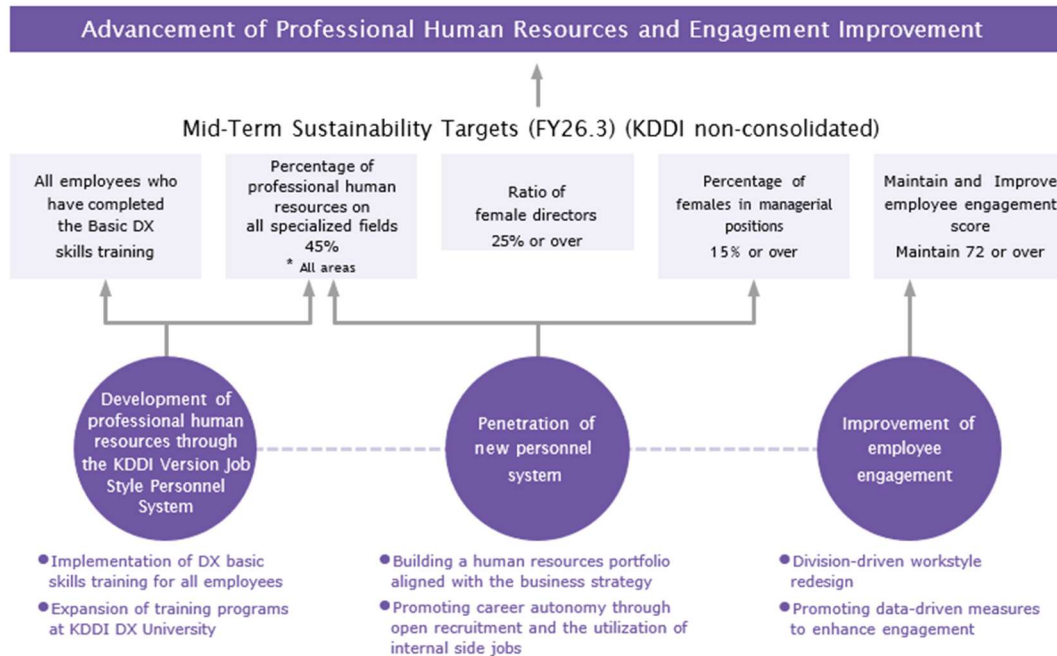 Advancement of Professional Human Resources and Engagement Improvement
Mid-Term Sustainability Targets (FY26.3) (KDDI non-consolidated)
All employees who
have completed
the Basic DX
skills training
Percentage of
professional human
resources on
all specialized fields
45%
* All areas
Ratio of
female directors
25% or over
Percentage of
females in managerial
positions
15% or over
Maintain and Improve
employee engagement
score
Maintain 72 or over
Development of
professional human
resources through
the KDDI Version Job
Style Personnel
System
Penetration of
new personnel
system
Improvement of
employee
engagement
●Implementation of DX basic
skills training for all employees
●Expansion of training programs
at KDDI DX University
●Building a human resources portfolio
aligned with the business strategy
●Promoting career autonomy through
open recruitment and the utilization of
internal side jobs
●Division-driven workstyle
redesign
●Promoting data-driven measures
to enhance engagement